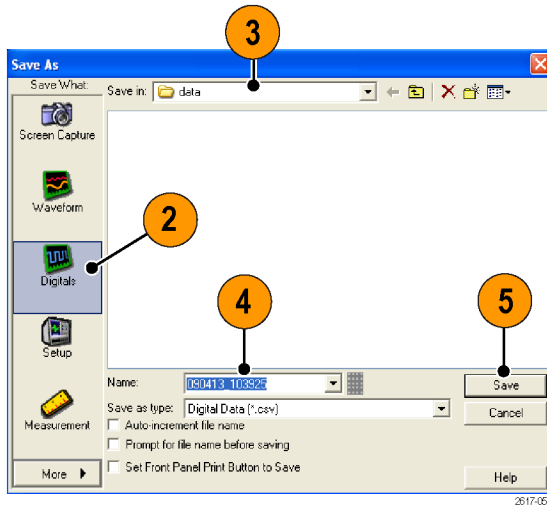 3
Save As
Save What:
Save in: data
Screen Capture
Waveform
2
Digitals
4
5
Setup
Name: 090413_103925
Save
Save as type: Digital Data (*.csv)
Cancel
Measurement
Auto-increment file name
Prompt for file name before saving
Set Front Panel Print Button to Save
More
Help
2617-05